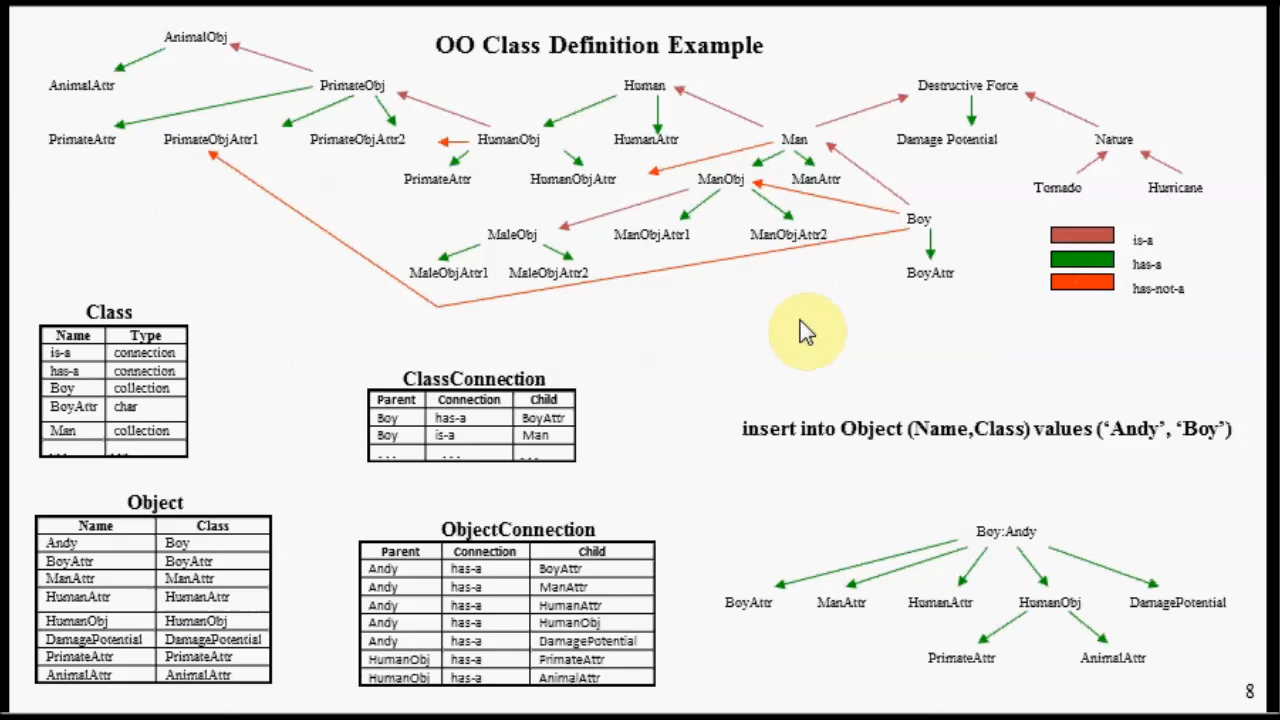 OO Class Definition Example
AnimalObj
AnimalAttr PrimateObj Human Destructive Force
PrimateAttr PrimateObjAttr1 PrimateObjAttr2 HumanObj HumanAttr Man Damage Potential Nature
PrimateAttr HumanObjAttr ManObj ManAttr Tornado Hurricane
Boy
MaleObj ManObjAttr1 ManObjAttr2
MaleObjAttr1 MaleObjAttr2 BoyAttr
is-a
has-a
has-not-a
Class
Name Type
is-a connection
has-a connection
Boy collection
BoyAttr char
Man collection
... ...
ClassConnection
Parent Connection Child
Boy has-a BoyAttr
Boy is-a Man
... ... ...
insert into Object (Name,Class) values (‘Andy’, ‘Boy’)
Object
Name Class
Andy Boy
BoyAttr BoyAttr
ManAttr ManAttr
HumanAttr HumanAttr
HumanObj HumanObj
DamagePotential DamagePotential
PrimateAttr PrimateAttr
AnimalAttr AnimalAttr
ObjectConnection
Parent Connection Child
Andy has-a BoyAttr
Andy has-a ManAttr
Andy has-a HumanAttr
Andy has-a HumanObj
Andy has-a DamagePotential
HumanObj has-a PrimateAttr
HumanObj has-a AnimalAttr
Boy:Andy
BoyAttr ManAttr HumanAttr HumanObj DamagePotential
PrimateAttr AnimalAttr
8